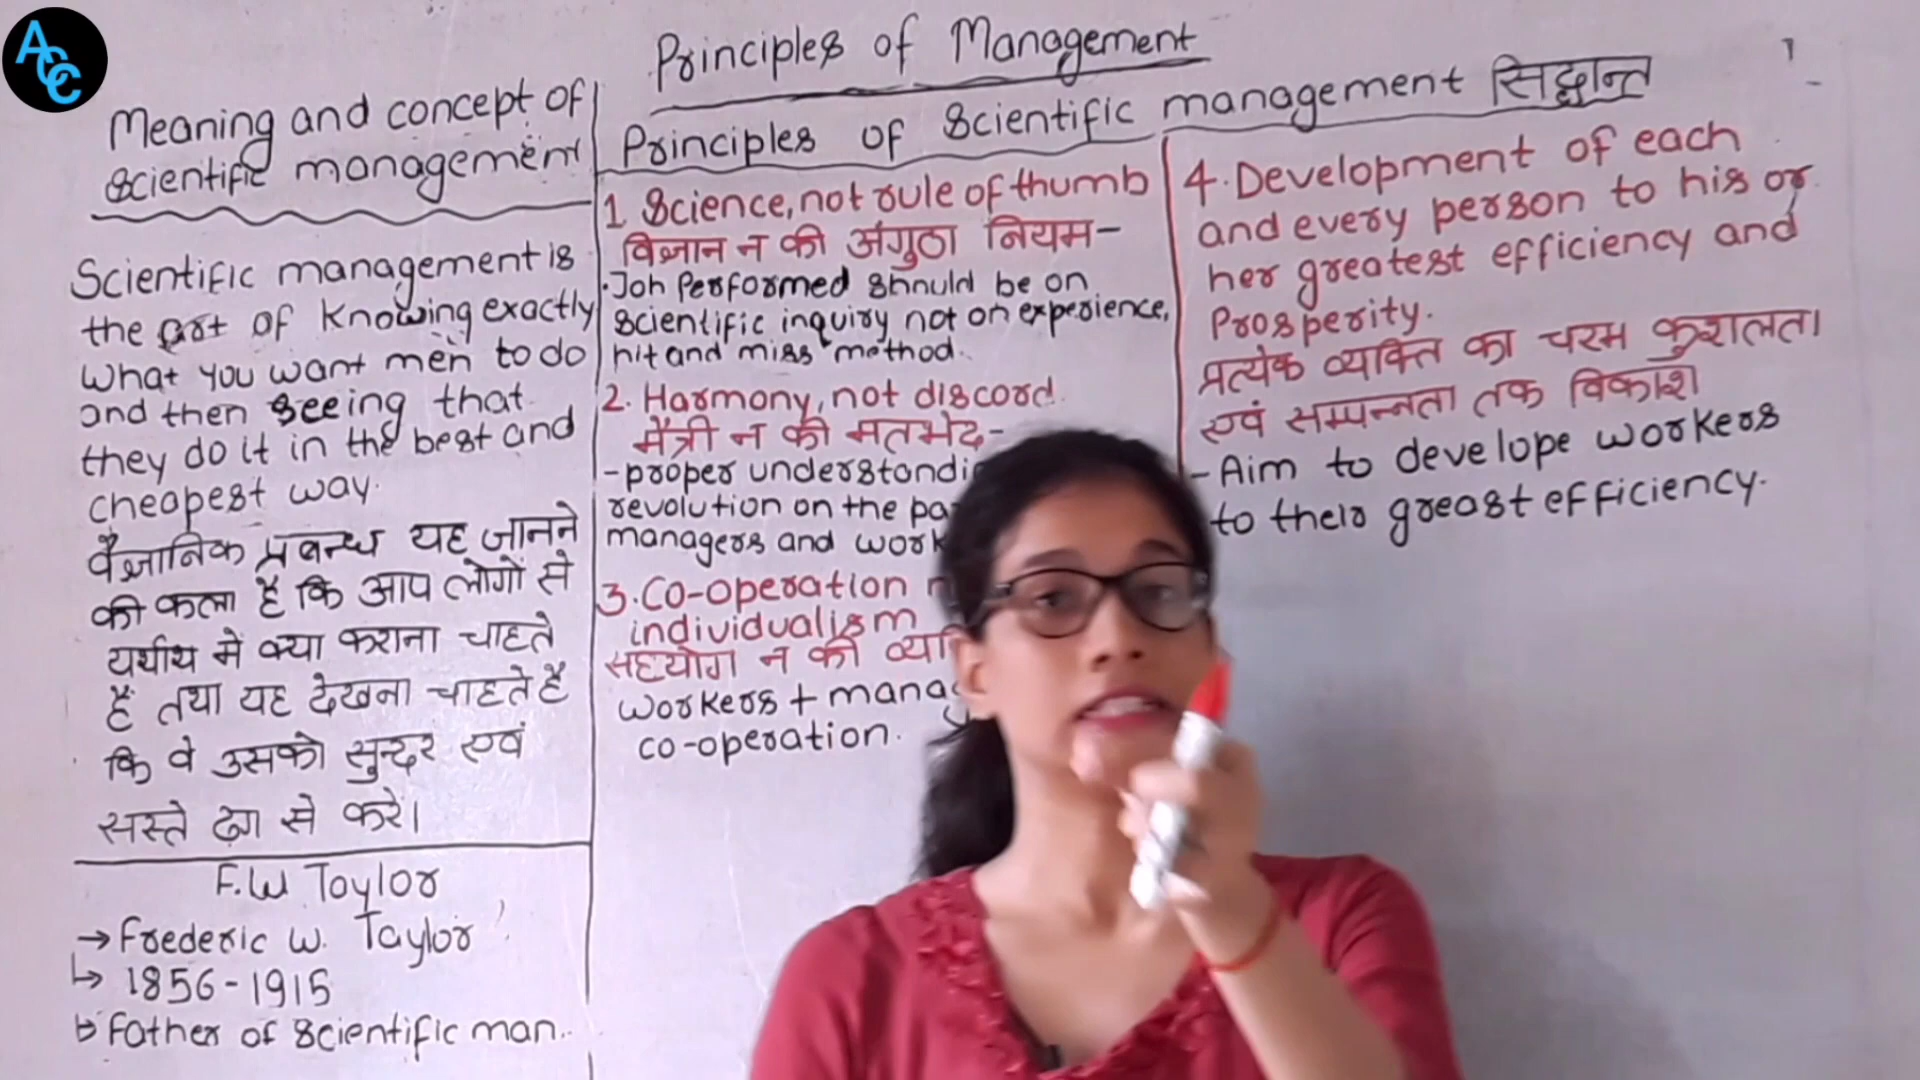 ACC
Principles of Management
Meaning and concept of
scientific management
Scientific management is
the art of knowing exactly
what you want men to do
and then seeing that
they do it in the best and
cheapest way.
वैज्ञानिक प्रबन्ध यह जानने
की कला है कि आप लोगों से
यर्थाथ मे क्या कराना चाहते
हैं तथा यह देखना चाहते है
कि वे उसको सुन्दर एवं
सस्ते ढंग से करे।
F.W Taylor
→ Frederic W. Taylor
↳ 1856-1915
↳ Father of scientific man..
Principles of Scientific management सिद्धान्त
1 Science, not rule of thumb
विज्ञान न की अंगुठा नियम-
Joh Performed should be on
scientific inquiry not on experience,
hit and miss method.
2. Harmony, not discord.
मैत्री न की मतभेद-
-proper understandi
revolution on the pa
managers and work
3. Co-operation n
individualism
सहयोग न की व्यक्ति
workers + manag
co-operation.
4. Development of each
and every person to his or
her greatest efficiency and
Prosperity.
प्रत्येक व्यक्ति का चरम कुशलता
एवं सम्पन्नता तक विकाश
-Aim to develope workers
to their greast efficiency.